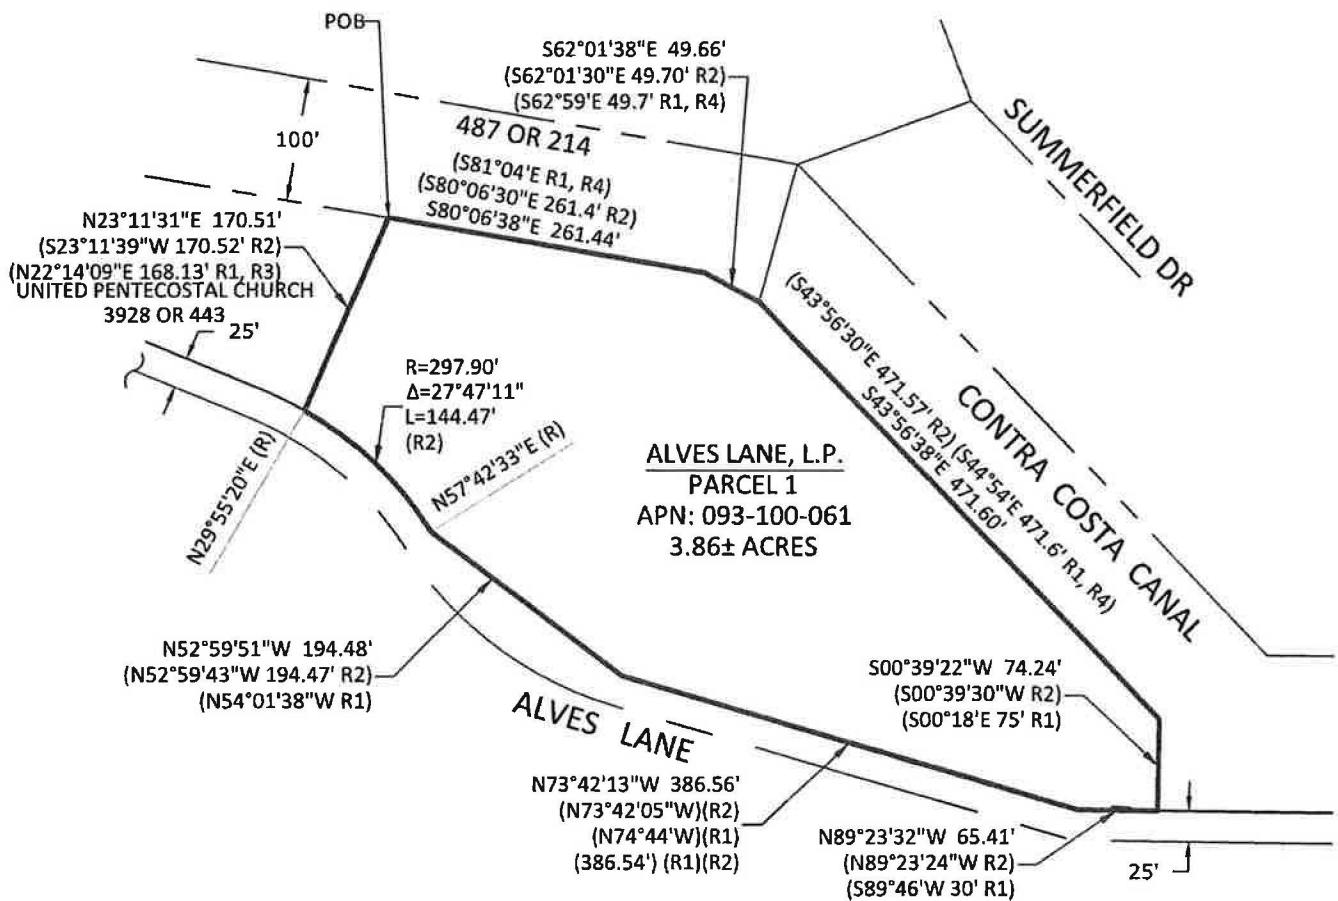 POB
S62°01'38"E 49.66'
(S62°01'30"E 49.70' R2)
(S62°59'E 49.7' R1, R4)
SUMMERFIELD DR
100'
487 OR 214
(S81°04'E R1, R4)
(S80°06'30"E 261.4' R2)
S80°06'38"E 261.44'
N23°11'31"E 170.51'
(S23°11'39"W 170.52' R2)
(N22°14'09"E 168.13' R1, R3)
UNITED PENTECOSTAL CHURCH
3928 OR 443
25'
R=297.90'
Δ=27°47'11"
L=144.47'
(R2)
N29°55'20"E (R)
N57°42'33"E (R)
ALVES LANE, L.P.
PARCEL 1
APN: 093-100-061
3.86± ACRES
CONTRA COSTA CANAL
(S43°56'30"E 471.57' R2) (S44°54'E 471.6' R1, R4)
S43°56'38"E 471.60'
N52°59'51"W 194.48'
(N52°59'43"W 194.47' R2)
(N54°01'38"W R1)
ALVES LANE
S00°39'22"W 74.24'
(S00°39'30"W R2)
(S00°18'E 75' R1)
N73°42'13"W 386.56'
(N73°42'05"W)(R2)
(N74°44'W)(R1)
(386.54') (R1)(R2)
N89°23'32"W 65.41'
(N89°23'24"W R2)
(S89°46'W 30' R1)
25'